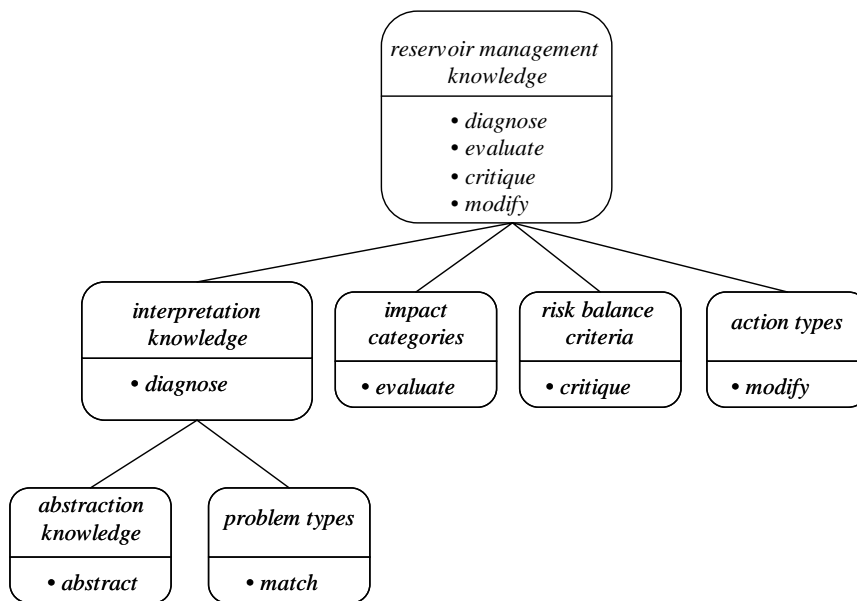 reservoir management
knowledge
• diagnose
• evaluate
• critique
• modify
interpretation
knowledge
• diagnose
impact
categories
• evaluate
risk balance
criteria
• critique
action types
• modify
abstraction
knowledge
• abstract
problem types
• match